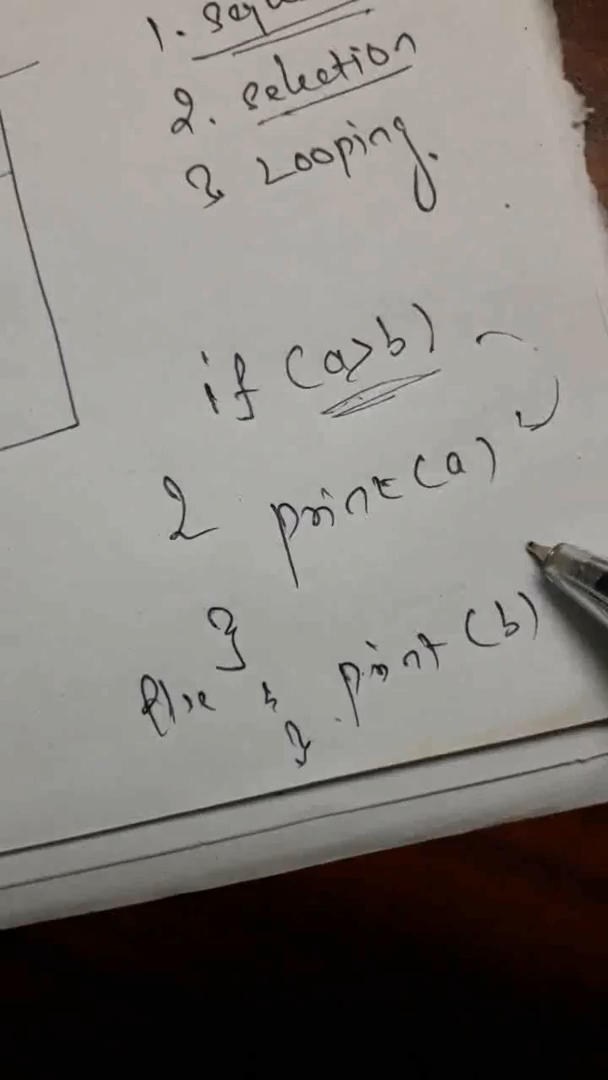 1. Sequ
2. Selection
3 Looping.
if (a>b)
{ print (a)
}
Else { print (b)
}